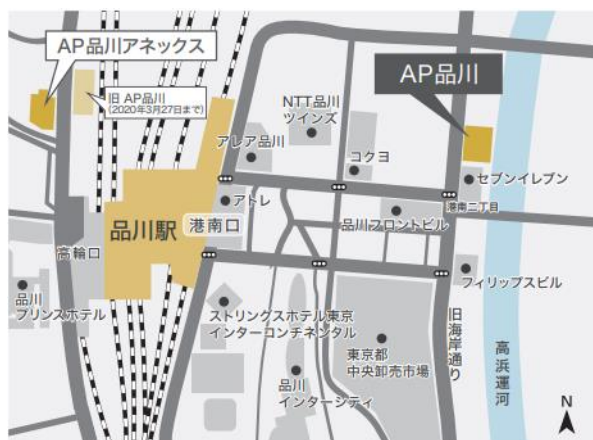 AP品川アネックス
旧 AP品川
(2020年3月27日まで)
NTT品川
ツインズ
AP品川
アレア品川
コクヨ
セブンイレブン
アトレ
港南二丁目
品川駅
港南口
品川フロントビル
高輪口
フィリップスビル
品川
プリンスホテル
ストリングスホテル東京
インターコンチネンタル
東京都
中央卸売市場
旧海岸通り
高浜運河
品川
インターシティ
N